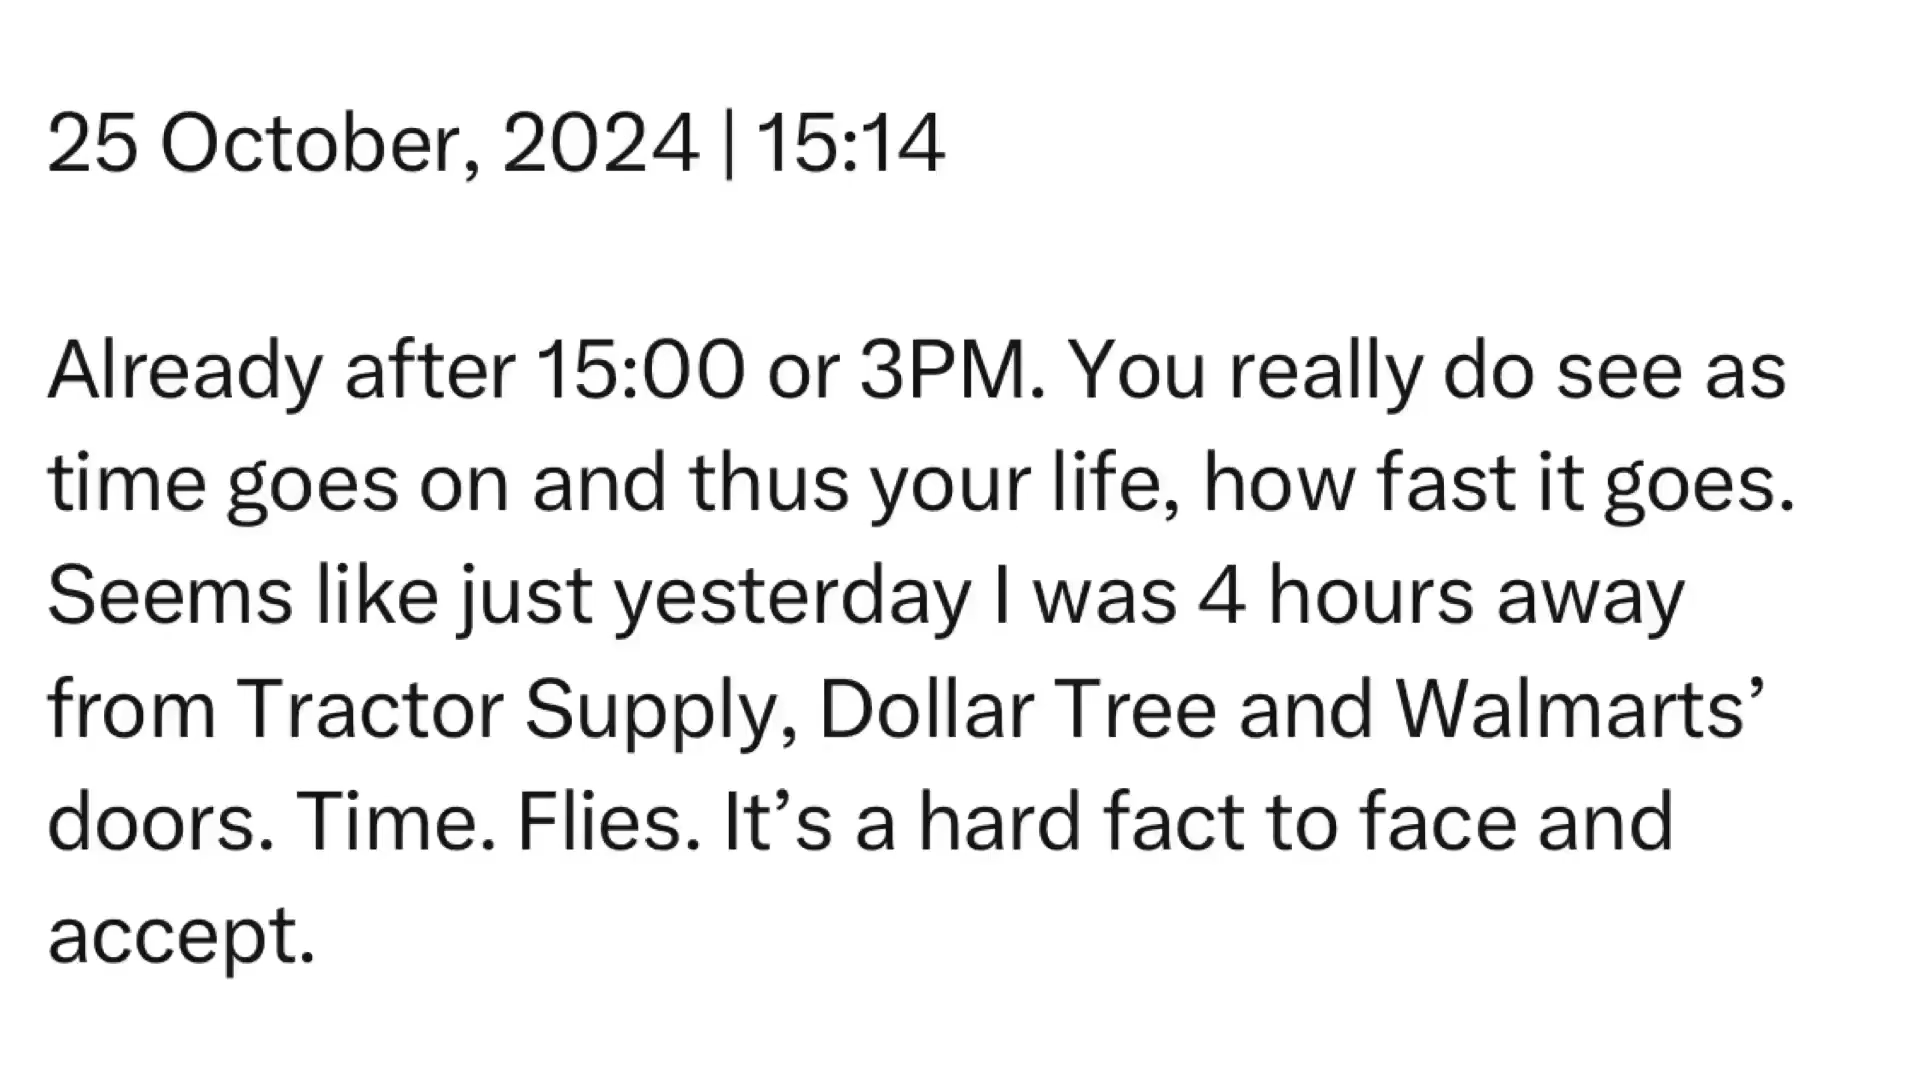 25 October, 2024 | 15:14
Already after 15:00 or 3PM. You really do see as
time goes on and thus your life, how fast it goes.
Seems like just yesterday I was 4 hours away
from Tractor Supply, Dollar Tree and Walmarts’
doors. Time. Flies. It’s a hard fact to face and
accept.